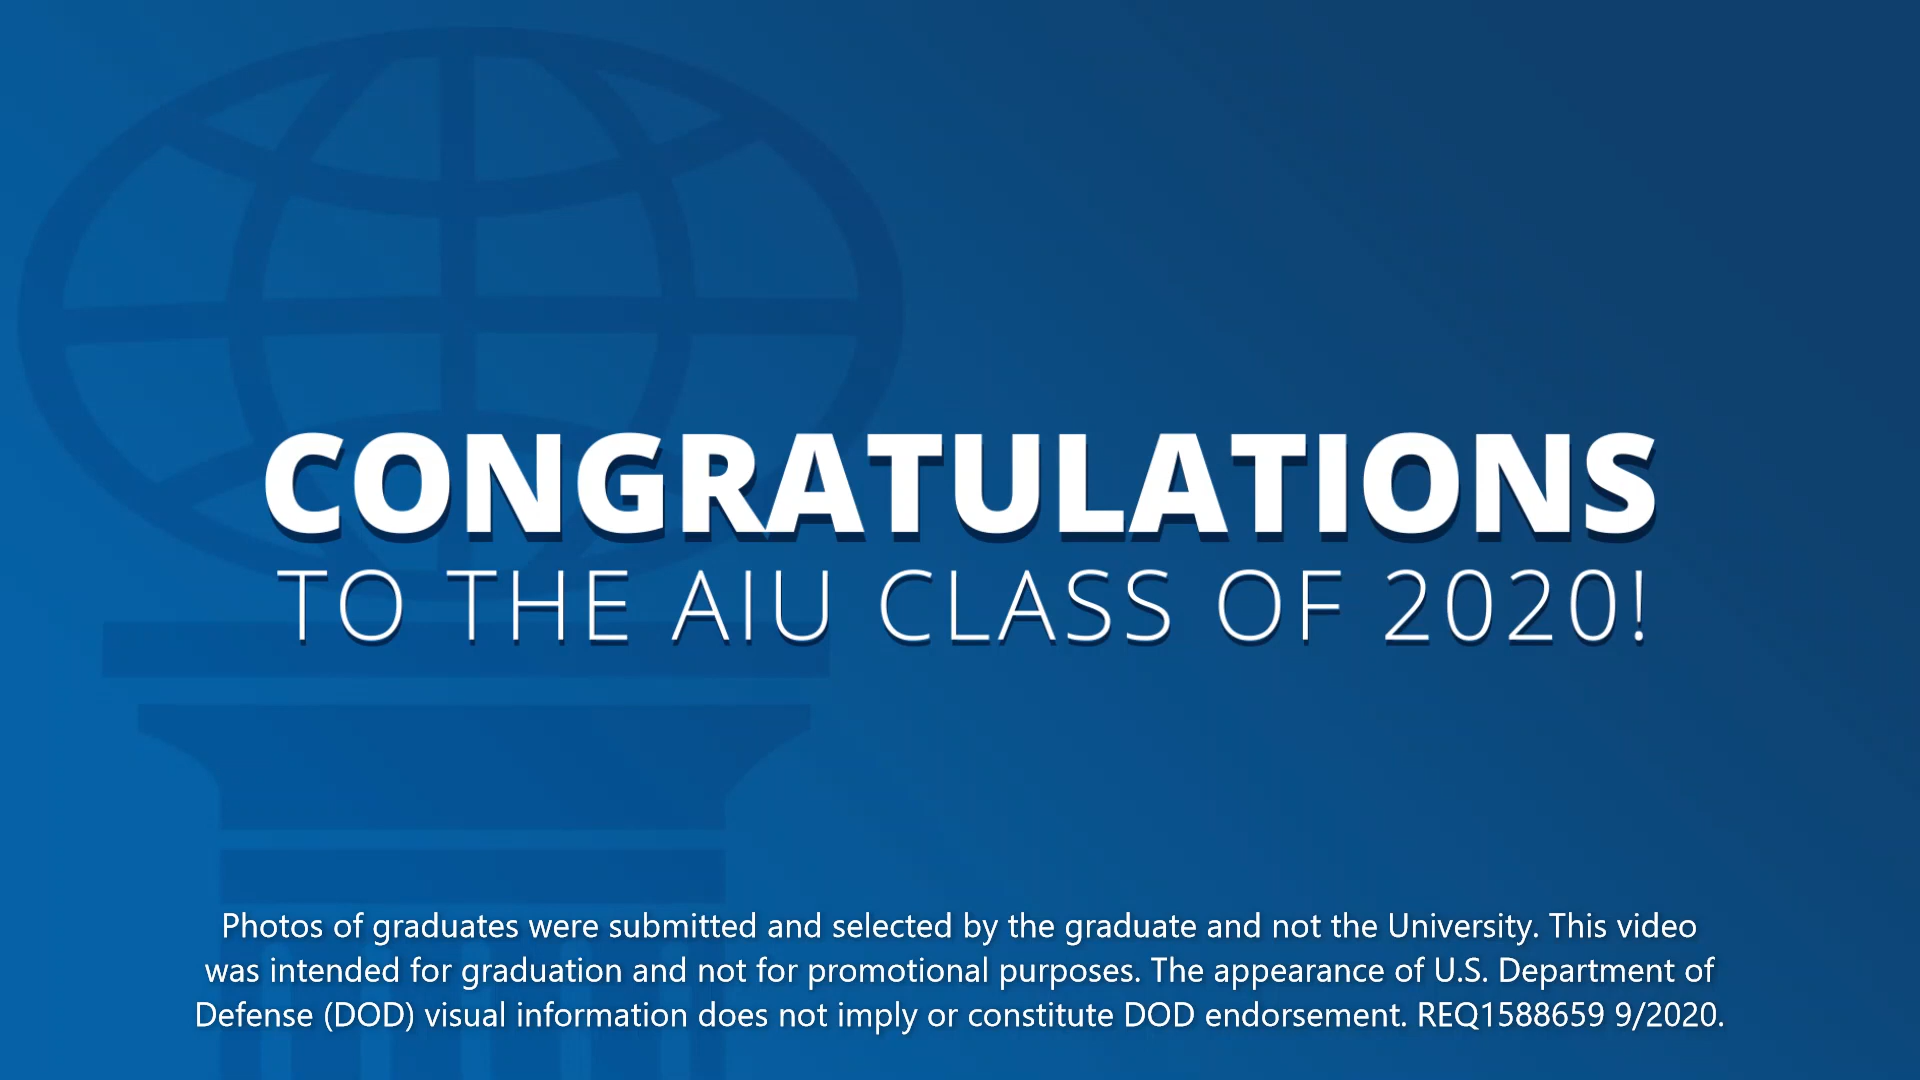 CONGRATULATIONS
TO THE AIU CLASS OF 2020!
Photos of graduates were submitted and selected by the graduate and not the University. This video
was intended for graduation and not for promotional purposes. The appearance of U.S. Department of
Defense (DOD) visual information does not imply or constitute DOD endorsement. REQ1588659 9/2020.